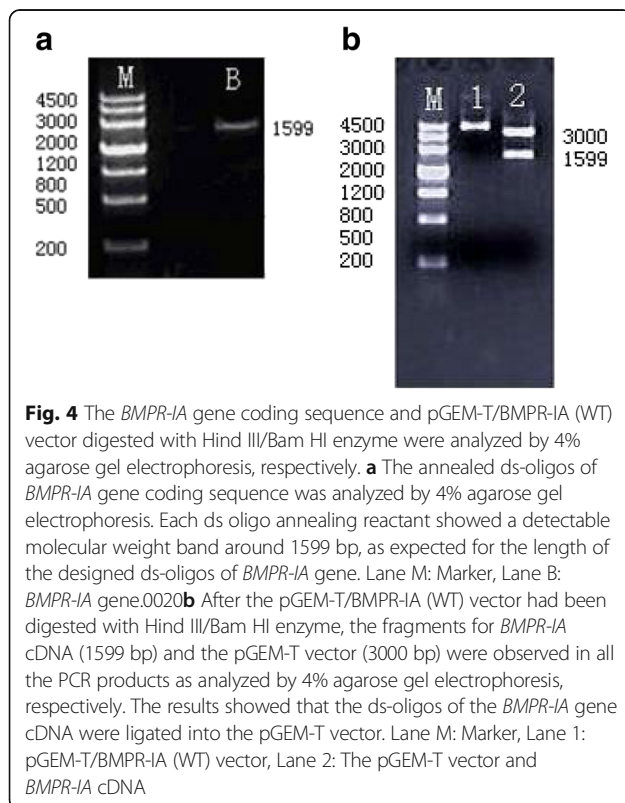 a
b
M B
4500
3000
2000
1200
800
500
200
1599
M 1 2
4500
3000
2000
1200
800
500
200
3000
1599
Fig. 4 The BMPR-IA gene coding sequence and pGEM-T/BMPR-IA (WT)
vector digested with Hind III/Bam HI enzyme were analyzed by 4%
agarose gel electrophoresis, respectively. a The annealed ds-oligos of
BMPR-IA gene coding sequence was analyzed by 4% agarose gel
electrophoresis. Each ds oligo annealing reactant showed a detectable
molecular weight band around 1599 bp, as expected for the length of
the designed ds-oligos of BMPR-IA gene. Lane M: Marker, Lane B:
BMPR-IA gene.0020b After the pGEM-T/BMPR-IA (WT) vector had been
digested with Hind III/Bam HI enzyme, the fragments for BMPR-IA
cDNA (1599 bp) and the pGEM-T vector (3000 bp) were observed in all
the PCR products as analyzed by 4% agarose gel electrophoresis,
respectively. The results showed that the ds-oligos of the BMPR-IA gene
cDNA were ligated into the pGEM-T vector. Lane M: Marker, Lane 1:
pGEM-T/BMPR-IA (WT) vector, Lane 2: The pGEM-T vector and
BMPR-IA cDNA